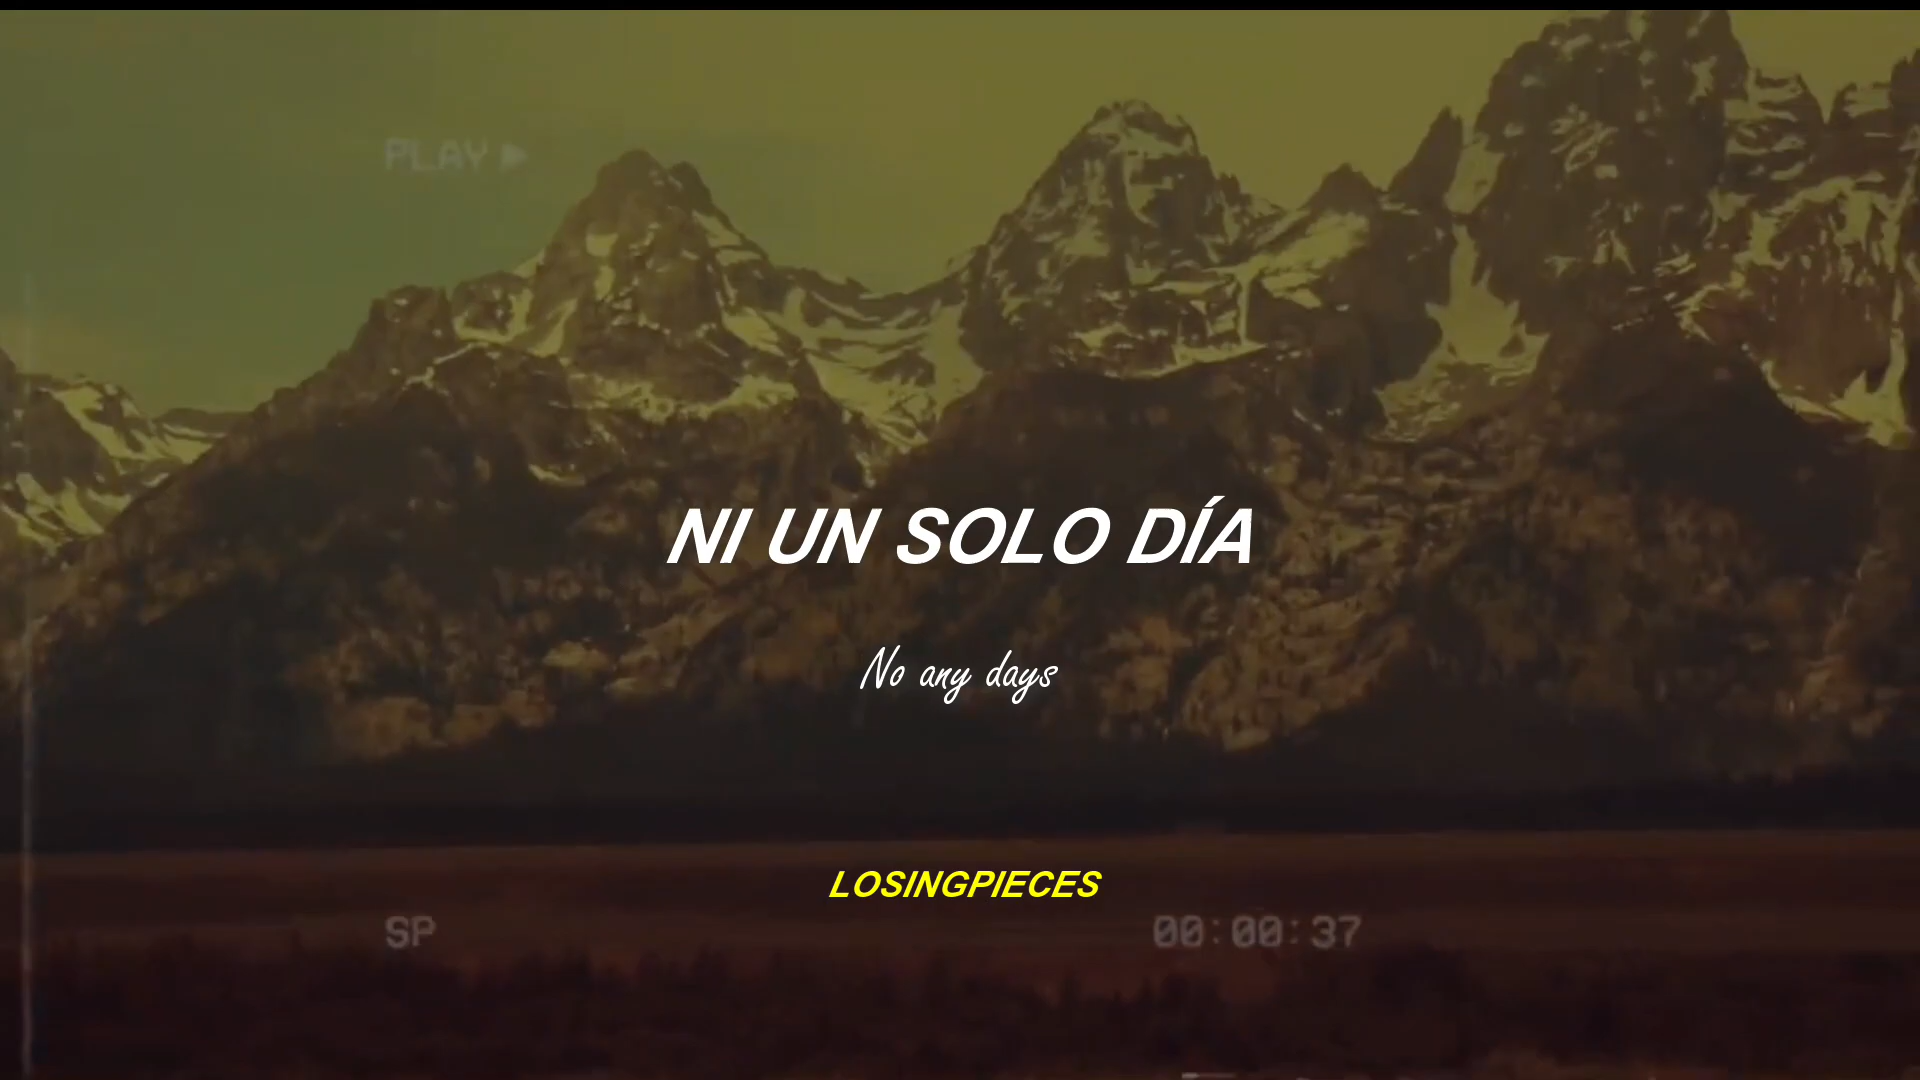 PLAY
NI UN SOLO DÍA
No any days
LOSINGPIECES
SP
00:00:37